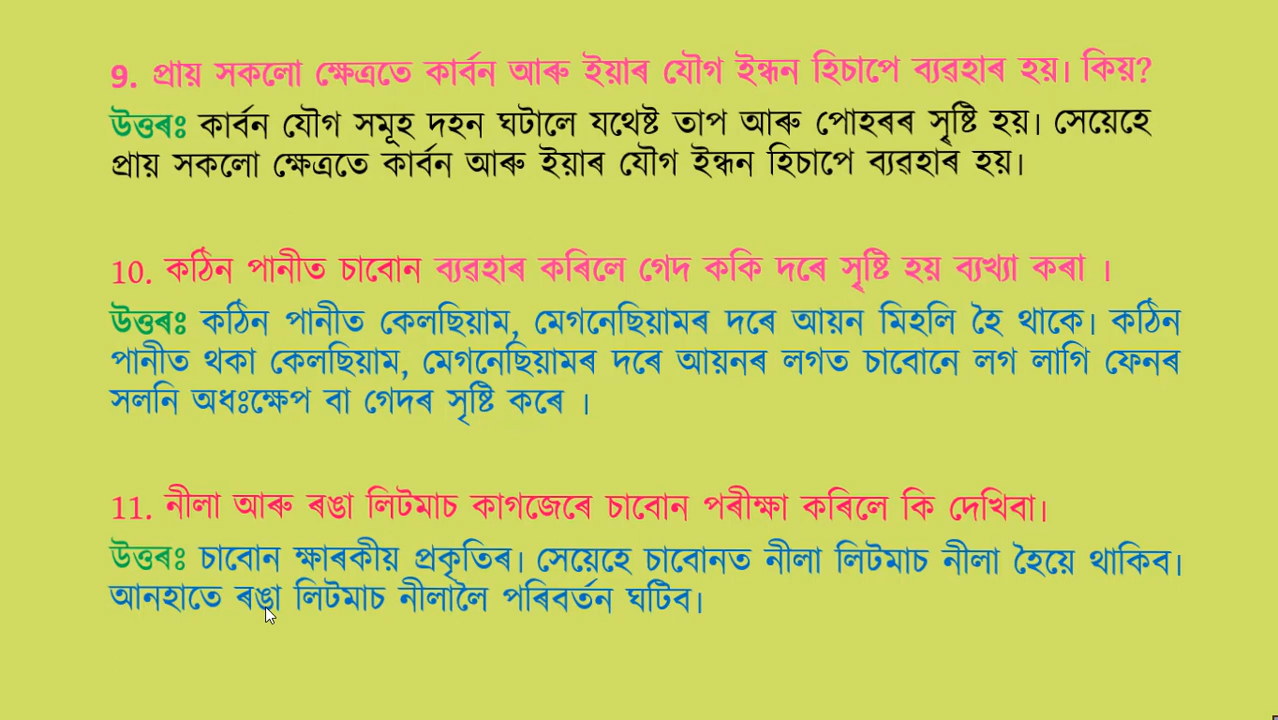 9. প্ৰায় সকলো ক্ষেত্ৰতে কাৰ্বন আৰু ইয়াৰ যৌগ ইন্ধন হিচাপে ব্যৱহাৰ হয়। কিয়?
উত্তৰঃ কাৰ্বন যৌগ সমূহ দহন ঘটালে যথেষ্ট তাপ আৰু পোহৰৰ সৃষ্টি হয়। সেয়েহে
প্ৰায় সকলো ক্ষেত্ৰতে কাৰ্বন আৰু ইয়াৰ যৌগ ইন্ধন হিচাপে ব্যৱহাৰ হয়।
10. কঠিন পানীত চাবোন ব্যৱহাৰ কৰিলে গেদ ককি দৰে সৃষ্টি হয় ব্যখ্যা কৰা ।
উত্তৰঃ কঠিন পানীত কেলছিয়াম, মেগনেছিয়ামৰ দৰে আয়ন মিহলি হৈ থাকে। কঠিন
পানীত থকা কেলছিয়াম, মেগনেছিয়ামৰ দৰে আয়নৰ লগত চাবোনে লগ লাগি ফেনৰ
সলনি অধঃক্ষেপ বা গেদৰ সৃষ্টি কৰে ।
11. নীলা আৰু ৰঙা লিটমাচ কাগজেৰে চাবোন পৰীক্ষা কৰিলে কি দেখিবা।
উত্তৰঃ চাবোন ক্ষাৰকীয় প্ৰকৃতিৰ। সেয়েহে চাবোনত নীলা লিটমাচ নীলা হৈয়ে থাকিব।
আনহাতে ৰঙা লিটমাচ নীলালৈ পৰিবৰ্তন ঘটিব।